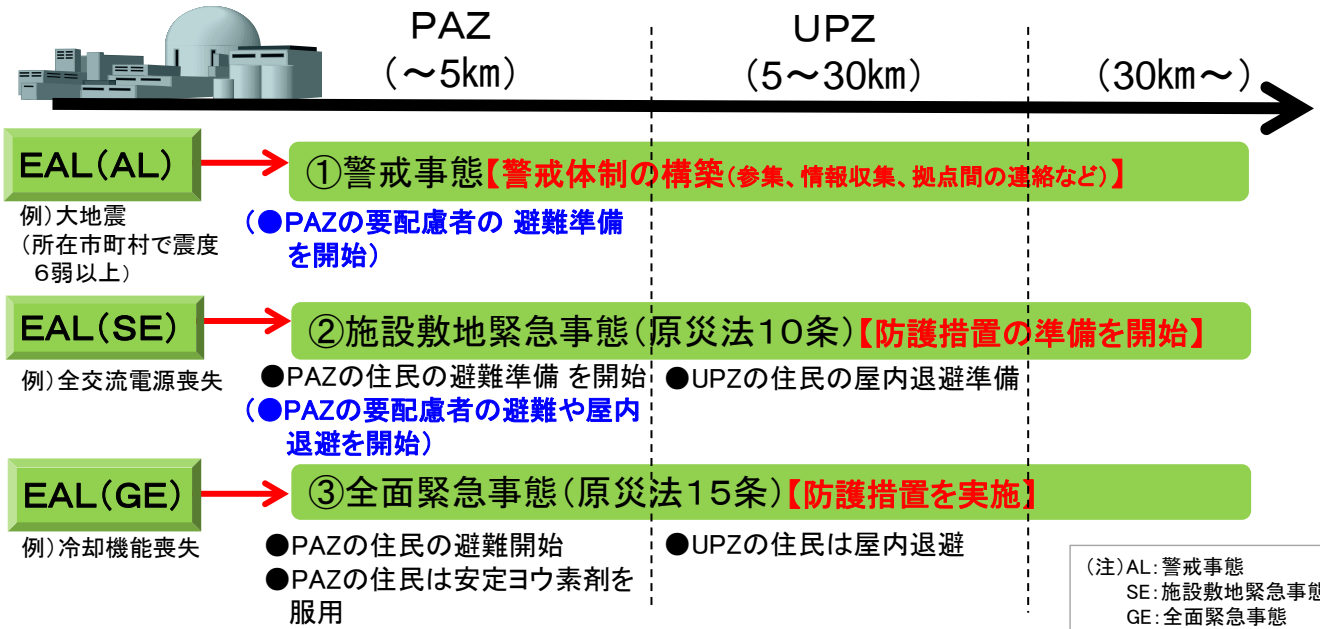 PAZ
(~5km)
UPZ
(5~30km)
(30km~)
EAL(AL)
①警戒事態【警戒体制の構築(参集、情報収集、拠点間の連絡など)】
例)大地震
(所在市町村で震度
6弱以上)
(●PAZの要配慮者の 避難準備
を開始)
EAL(SE)
②施設敷地緊急事態(原災法10条)【防護措置の準備を開始】
例)全交流電源喪失
●PAZの住民の避難準備 を開始
●UPZの住民の屋内退避準備
(●PAZの要配慮者の避難や屋内
退避を開始)
EAL(GE)
③全面緊急事態(原災法15条)【防護措置を実施】
例)冷却機能喪失
●PAZの住民の避難開始
●UPZの住民は屋内退避
●PAZの住民は安定ヨウ素剤を
服用
(注)AL:警戒事態
SE:施設敷地緊急事態
GE:全面緊急事態